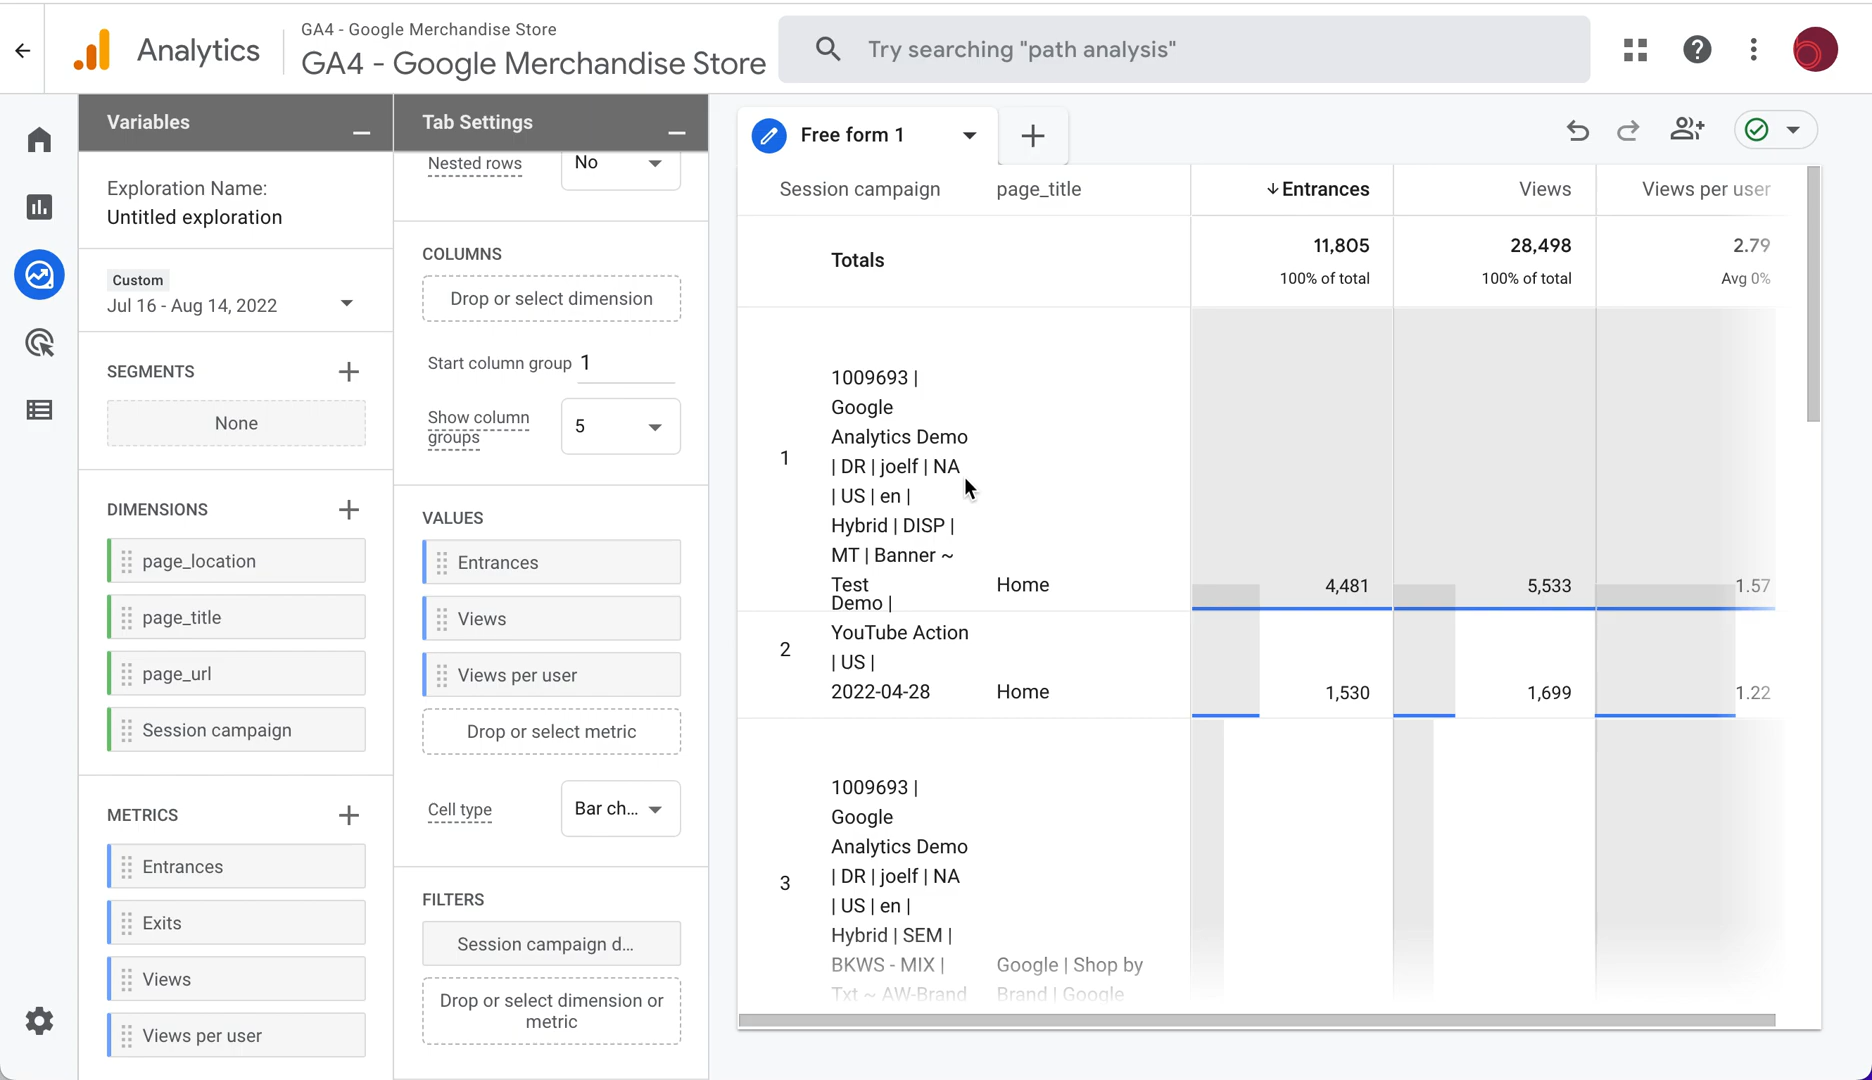 Analytics
GA4 - Google Merchandise Store
GA4 - Google Merchandise Store
Try searching "path analysis"
Variables
Exploration Name:
Untitled exploration
Custom
Jul 16 - Aug 14, 2022
SEGMENTS
None
DIMENSIONS
page_location
page_title
page_url
Session campaign
METRICS
Entrances
Exits
Views
Views per user
Tab Settings
Nested rows
No
COLUMNS
Drop or select dimension
Start column group 1
Show column
groups
5
VALUES
Entrances
Views
Views per user
Drop or select metric
Cell type
Bar ch...
FILTERS
Session campaign d...
Drop or select dimension or
metric
Free form 1
Session campaign page_title Entrances Views Views per user
Totals
11,805 28,498 2.79
100% of total 100% of total Avg 0%
1
1009693 |
Google
Analytics Demo
| DR | joelf | NA
| US | en |
Hybrid | DISP |
MT | Banner ~
Test Home 4,481 5,533 1.57
2
Demo |
YouTube Action
| US |
2022-04-28 Home 1,530 1,699 1.22
3
1009693 |
Google
Analytics Demo
| DR | joelf | NA
| US | en |
Hybrid | SEM |
BKWS - MIX | Google | Shop by
Txt ~ AW-Brand Brand | Google